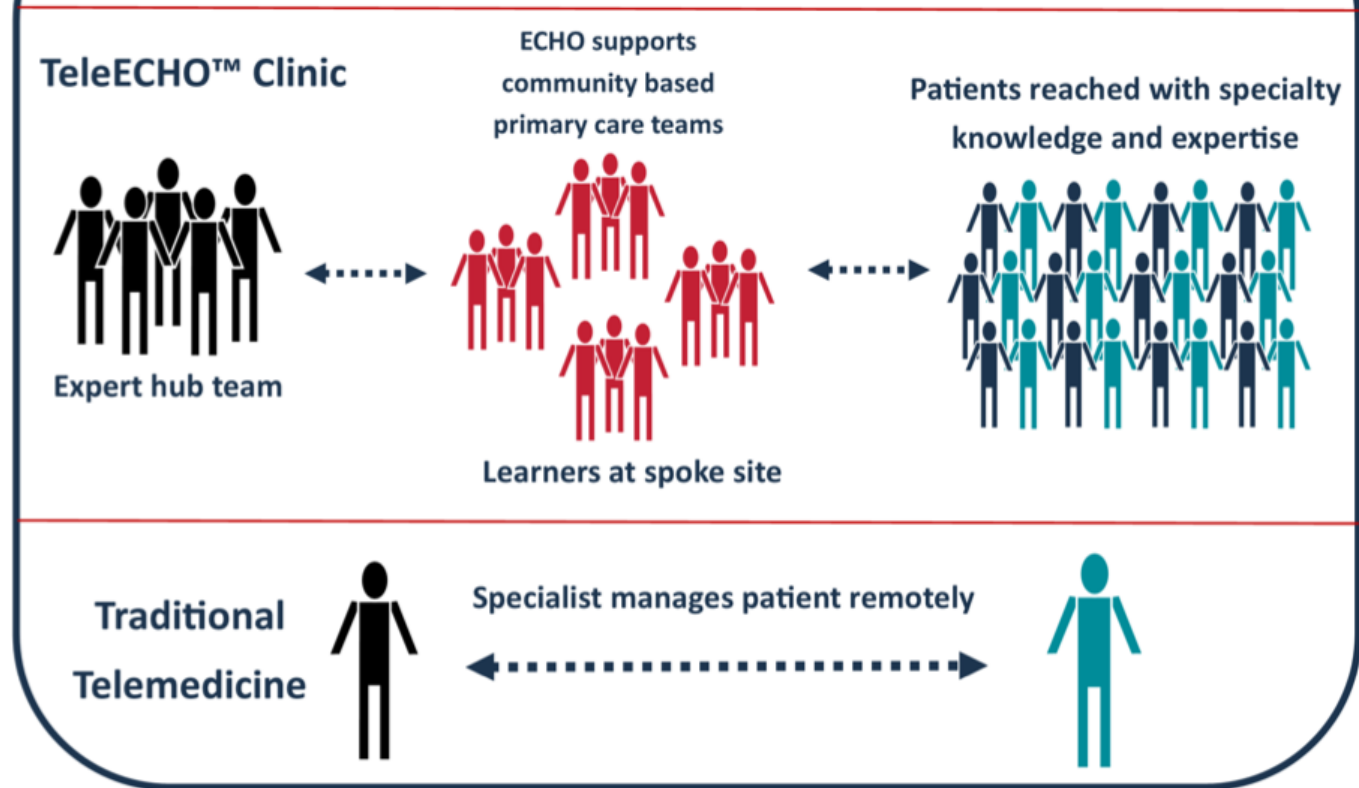 TeleECHO™ Clinic
ECHO supports
community based
primary care teams
Patients reached with specialty
knowledge and expertise
Expert hub team
Learners at spoke site
Traditional
Telemedicine
Specialist manages patient remotely